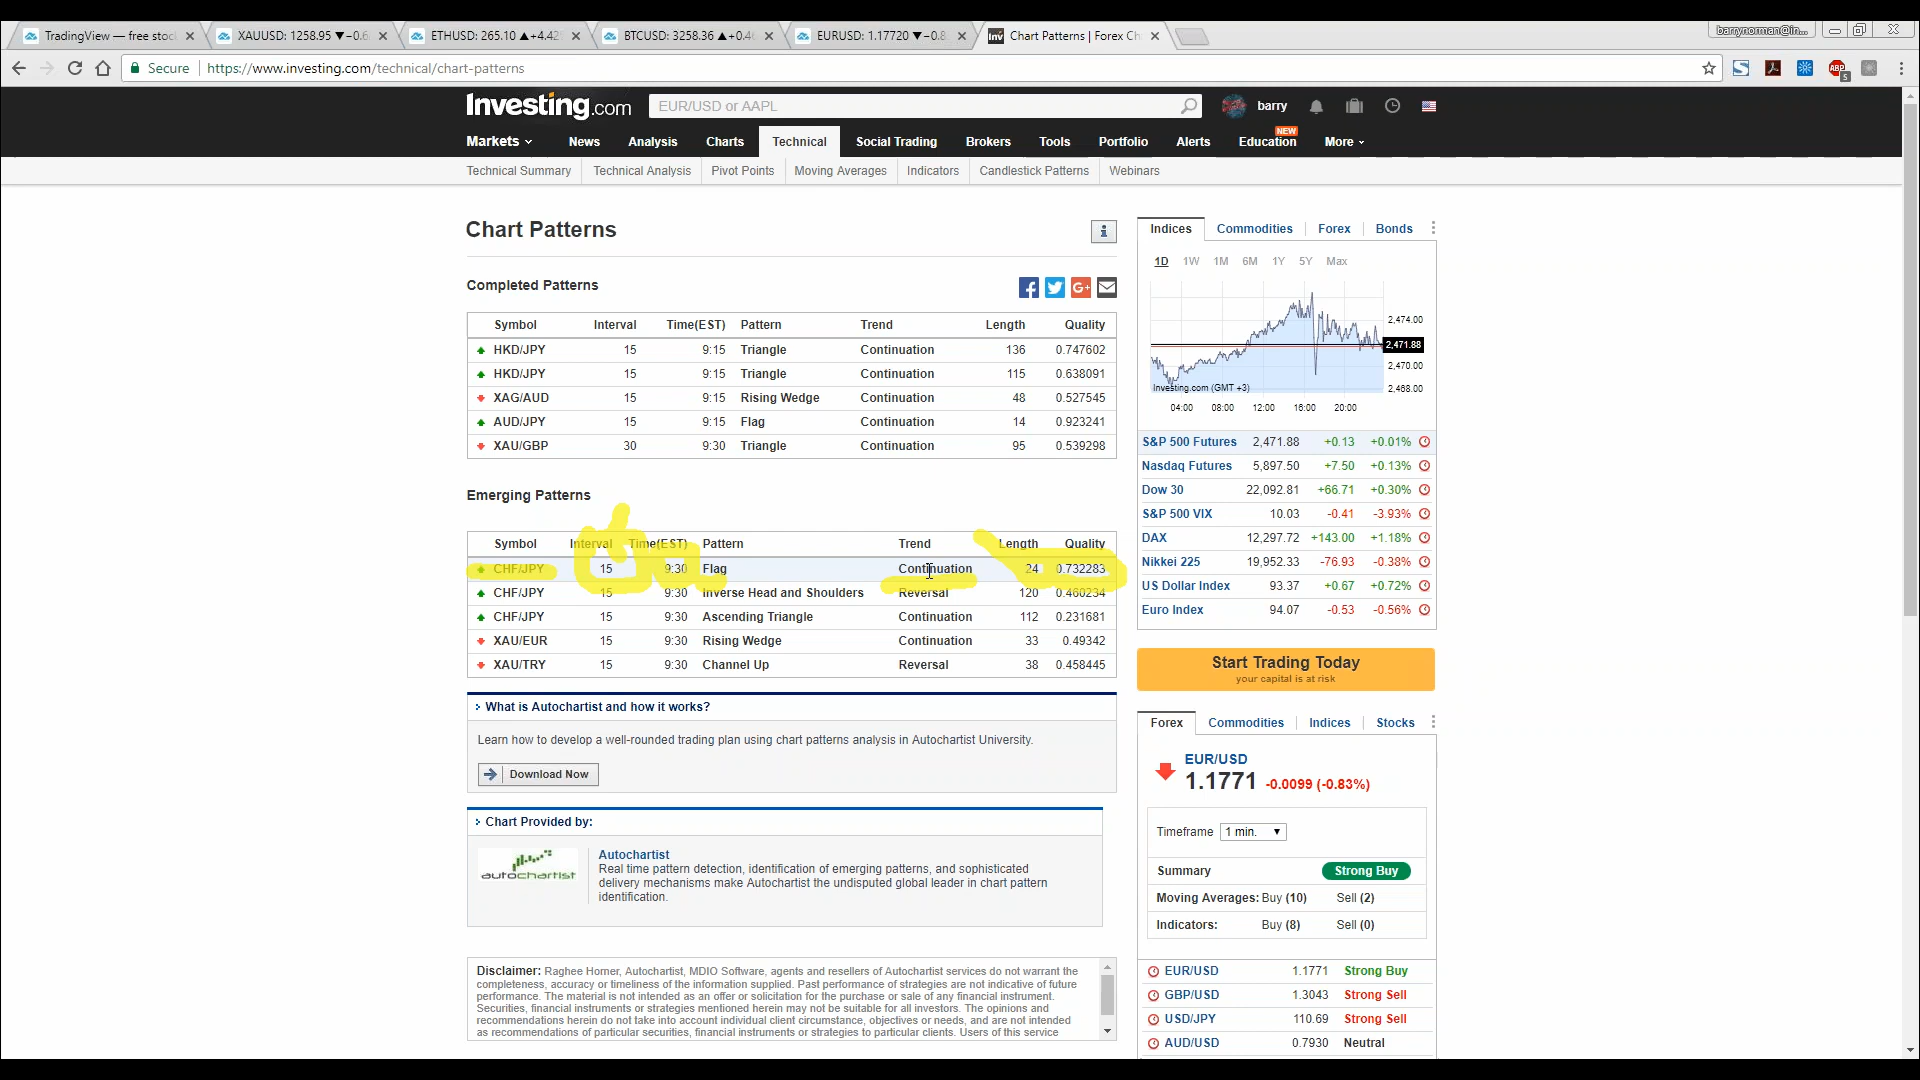 TradingView — free stoc
XAUUSD: 1258.95 ▼−0.6
ETHUSD: 265.10 ▲+4.42
BTCUSD: 3258.36 ▲+0.4
EURUSD: 1.17720 ▼−0.8
Inv Chart Patterns | Forex Ch
barrynorman@in...
Secure https://www.investing.com/technical/chart-patterns
ABP 5
Investing.com
EUR/USD or AAPL
barry
Markets News Analysis Charts Technical Social Trading Brokers Tools Portfolio Alerts Education NEW More
Technical Summary Technical Analysis Pivot Points Moving Averages Indicators Candlestick Patterns Webinars
Chart Patterns
Completed Patterns
Symbol Interval Time(EST) Pattern Trend Length Quality
HKD/JPY 15 9:15 Triangle Continuation 136 0.747602
HKD/JPY 15 9:15 Triangle Continuation 115 0.638091
XAG/AUD 15 9:15 Rising Wedge Continuation 48 0.527545
AUD/JPY 15 9:15 Flag Continuation 14 0.923241
XAU/GBP 30 9:30 Triangle Continuation 95 0.539298
Emerging Patterns
Symbol Interval Time(EST) Pattern Trend Length Quality
CHF/JPY 15 9:30 Flag Continuation 24 0.732283
CHF/JPY 15 9:30 Inverse Head and Shoulders Reversal 120 0.460234
CHF/JPY 15 9:30 Ascending Triangle Continuation 112 0.231681
XAU/EUR 15 9:30 Rising Wedge Continuation 33 0.49342
XAU/TRY 15 9:30 Channel Up Reversal 38 0.458445
What is Autochartist and how it works?
Learn how to develop a well-rounded trading plan using chart patterns analysis in Autochartist University.
Download Now
Chart Provided by:
autochartist
Autochartist
Real time pattern detection, identification of emerging patterns, and sophisticated
delivery mechanisms make Autochartist the undisputed global leader in chart pattern
identification.
Disclaimer: Raghee Horner, Autochartist, MDIO Software, agents and resellers of Autochartist services do not warrant the
completeness, accuracy or timeliness of the information supplied. Past performance of strategies are not indicative of future
performance. The material is not intended as an offer or solicitation for the purchase or sale of any financial instrument.
Securities, financial instruments or strategies mentioned herein may not be suitable for all investors. The opinions and
recommendations herein do not take into account individual client circumstance, objectives or needs, and are not intended
as recommendations of particular securities, financial instruments or strategies to particular clients. Users of this service
Indices Commodities Forex Bonds
1D 1W 1M 6M 1Y 5Y Max
2,474.00
2,471.88
2,470.00
2,468.00
Investing.com (GMT +3)
04:00 08:00 12:00 16:00 20:00
S&P 500 Futures 2,471.88 +0.13 +0.01%
Nasdaq Futures 5,897.50 +7.50 +0.13%
Dow 30 22,092.81 +66.71 +0.30%
S&P 500 VIX 10.03 -0.41 -3.93%
DAX 12,297.72 +143.00 +1.18%
Nikkei 225 19,952.33 -76.93 -0.38%
US Dollar Index 93.37 +0.67 +0.72%
Euro Index 94.07 -0.53 -0.56%
Start Trading Today
your capital is at risk
Forex Commodities Indices Stocks
EUR/USD
1.1771 -0.0099 (-0.83%)
Timeframe 1 min.
Summary Strong Buy
Moving Averages: Buy (10) Sell (2)
Indicators: Buy (8) Sell (0)
EUR/USD 1.1771 Strong Buy
GBP/USD 1.3043 Strong Sell
USD/JPY 110.69 Strong Sell
AUD/USD 0.7930 Neutral